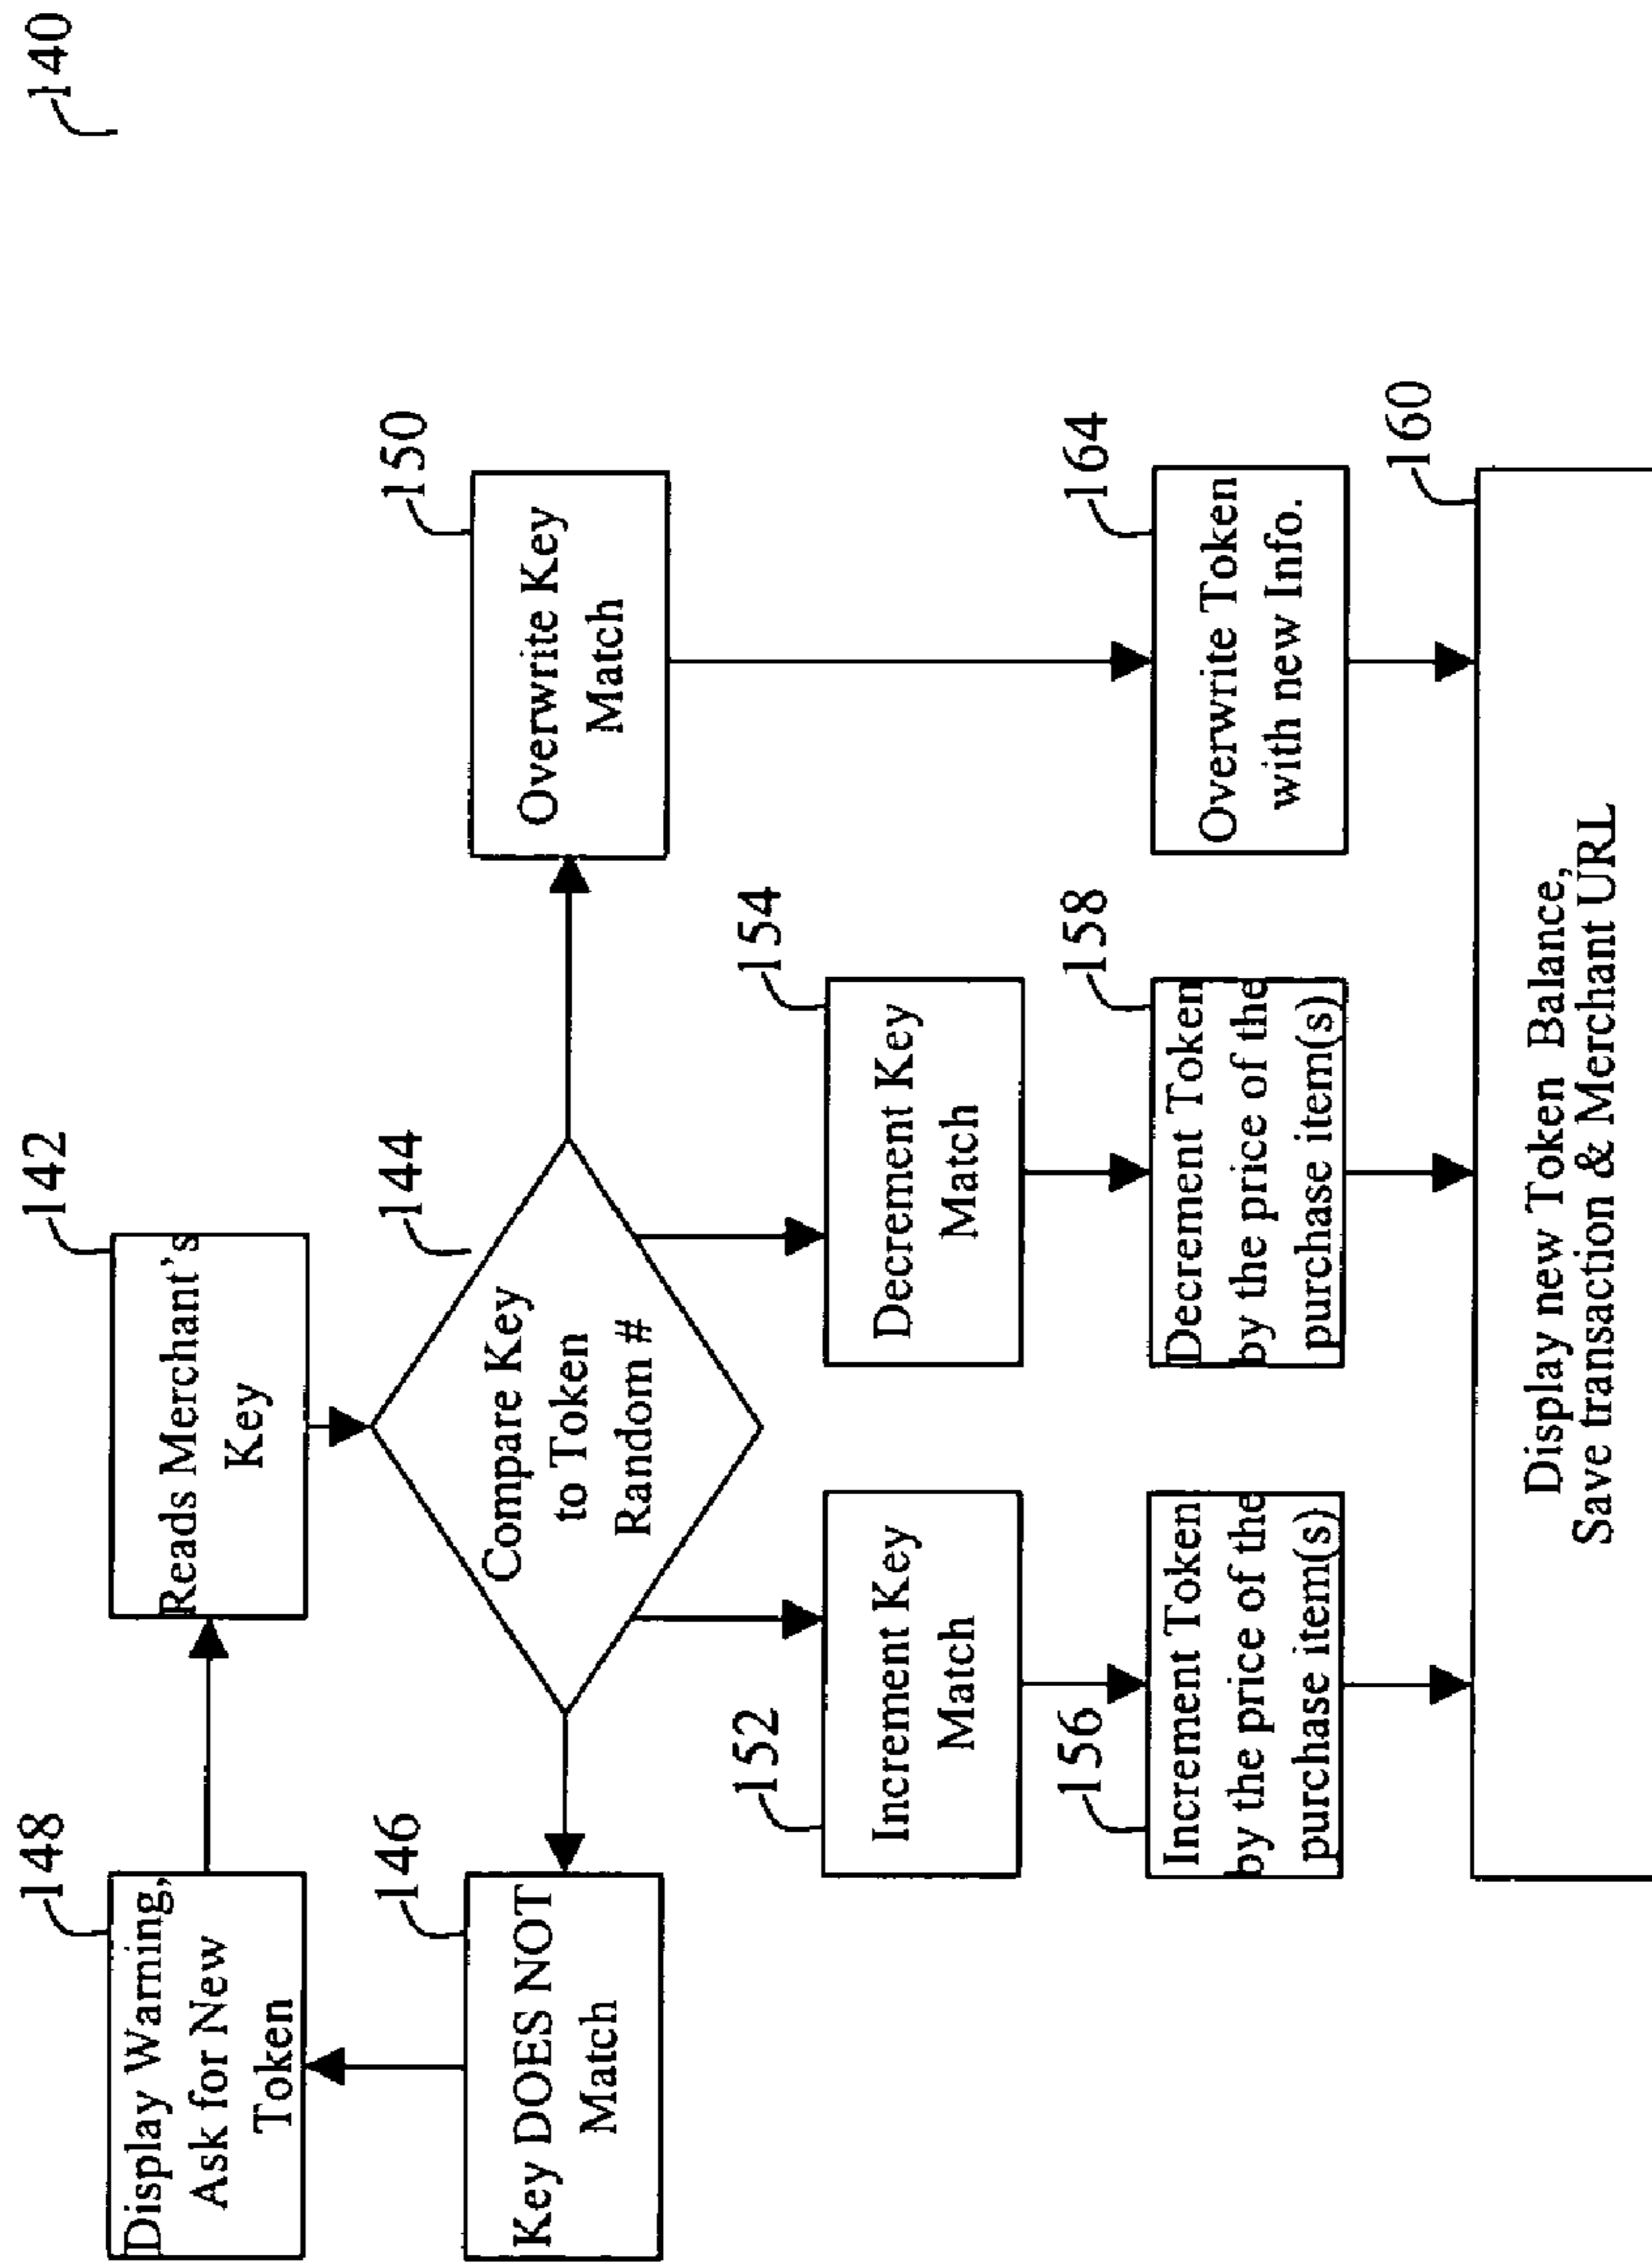 140
148
Display Warning,
Ask for New
Token
142
Reads Merchant's
Key
146
Key DOES NOT
Match
144
Compare Key
to Token
Random #
150
Overwrite Key
Match
152
Increment Key
Match
154
Decrement Key
Match
156
Increment Token
by the price of the
purchase item(s)
158
Decrement Token
by the price of the
purchase item(s)
164
Overwrite Token
with new Info.
160
Display new Token Balance,
Save transaction & Merchant URL